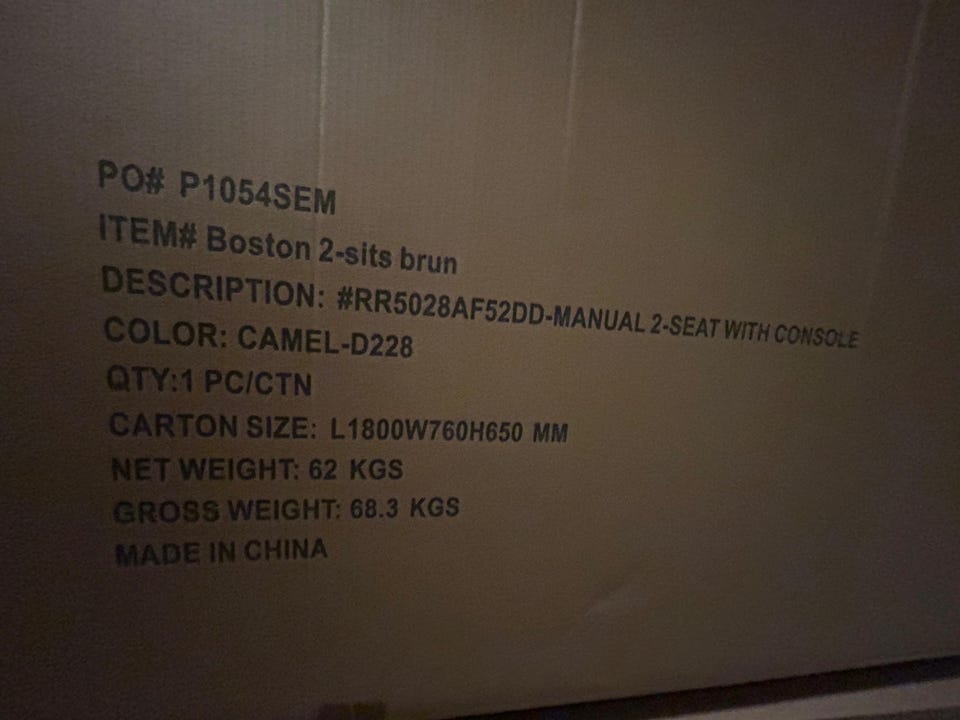 PO# P1054SEM
ITEM# Boston 2-sits brun
DESCRIPTION: #RR5028AF52DD-MANUAL 2-SEAT WITH CONSOLE
COLOR: CAMEL-D228
QTY:1 PC/CTN
CARTON SIZE: L1800W760H650 MM
NET WEIGHT: 62 KGS
GROSS WEIGHT: 68.3 KGS
MADE IN CHINA